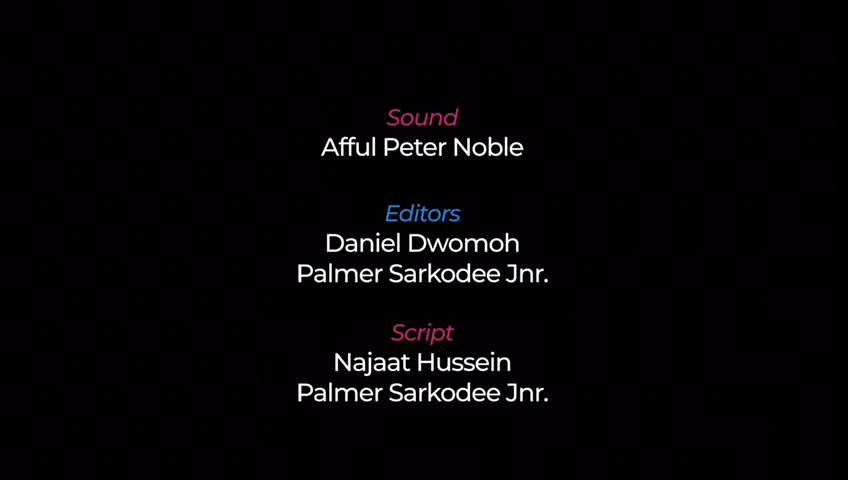 Sound
Afful Peter Noble
Editors
Daniel Dwomoh
Palmer Sarkodee Jnr.
Script
Najaat Hussein
Palmer Sarkodee Jnr.